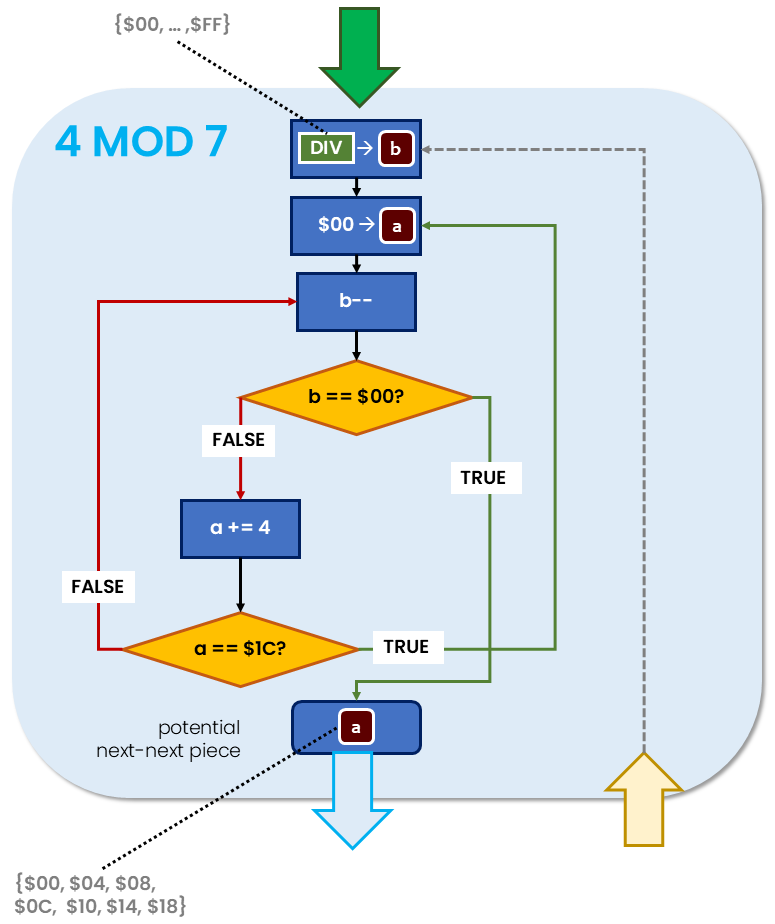 {$00, … ,$FF}
4 MOD 7
DIV → b
$00 → a
b--
b == $00?
FALSE
TRUE
a += 4
FALSE
a == $1C?
TRUE
a
potential
next-next piece
{$00, $04, $08,
$0C, $10, $14, $18}